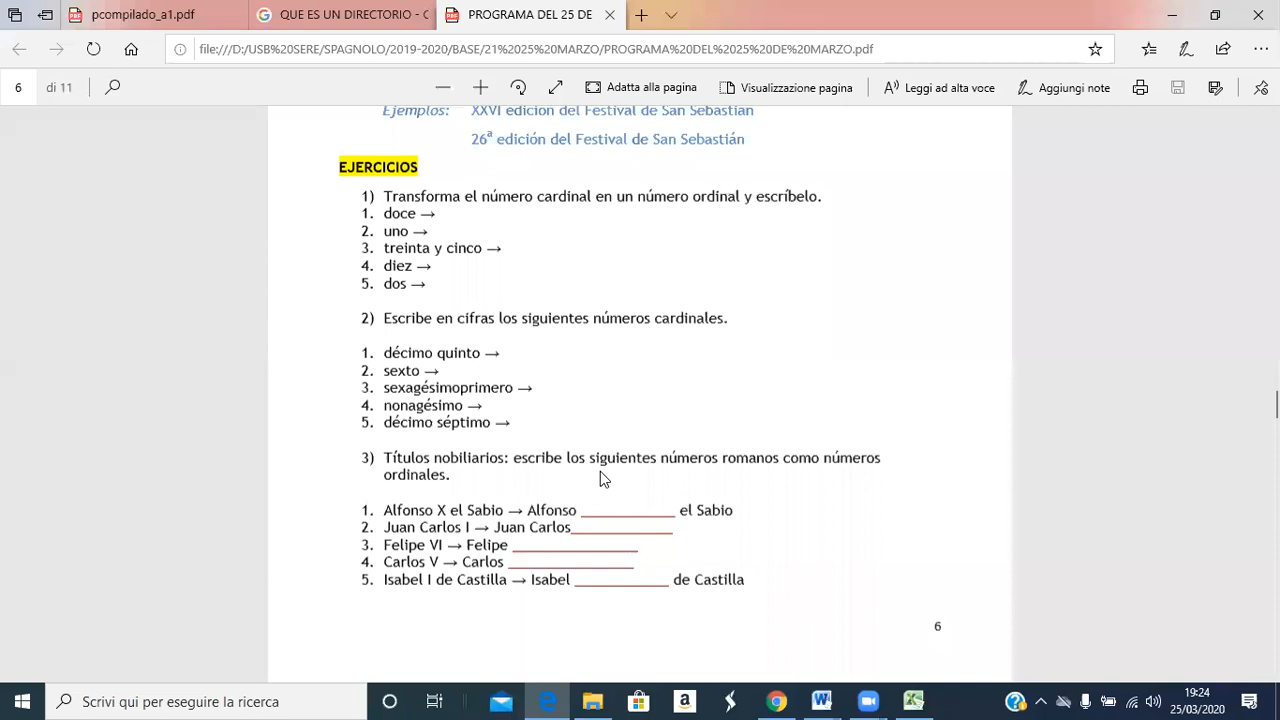 pcompilado_a1.pdf
QUE ES UN DIRECTORIO - C
PROGRAMA DEL 25 DE
file:///D:/USB%20SERE/SPAGNOLO/2019-2020/BASE/21%2025%20MARZO/PROGRAMA%20DEL%2025%20DE%20MARZO.pdf
6 di 11
Adatta alla pagina
Visualizzazione pagina
Leggi ad alta voce
Aggiungi note
Ejemplos: XXVI edición del Festival de San Sebastián
26ª edición del Festival de San Sebastián
EJERCICIOS
1) Transforma el número cardinal en un número ordinal y escríbelo.
1. doce →
2. uno →
3. treinta y cinco →
4. diez →
5. dos →
2) Escribe en cifras los siguientes números cardinales.
1. décimo quinto →
2. sexto →
3. sexagésimoprimero →
4. nonagésimo →
5. décimo séptimo →
3) Títulos nobiliarios: escribe los siguientes números romanos como números
ordinales.
1. Alfonso X el Sabio → Alfonso ____________ el Sabio
2. Juan Carlos I → Juan Carlos_____________
3. Felipe VI → Felipe ________________
4. Carlos V → Carlos ________________
5. Isabel I de Castilla → Isabel ____________ de Castilla
6
Scrivi qui per eseguire la ricerca
19:24
25/03/2020